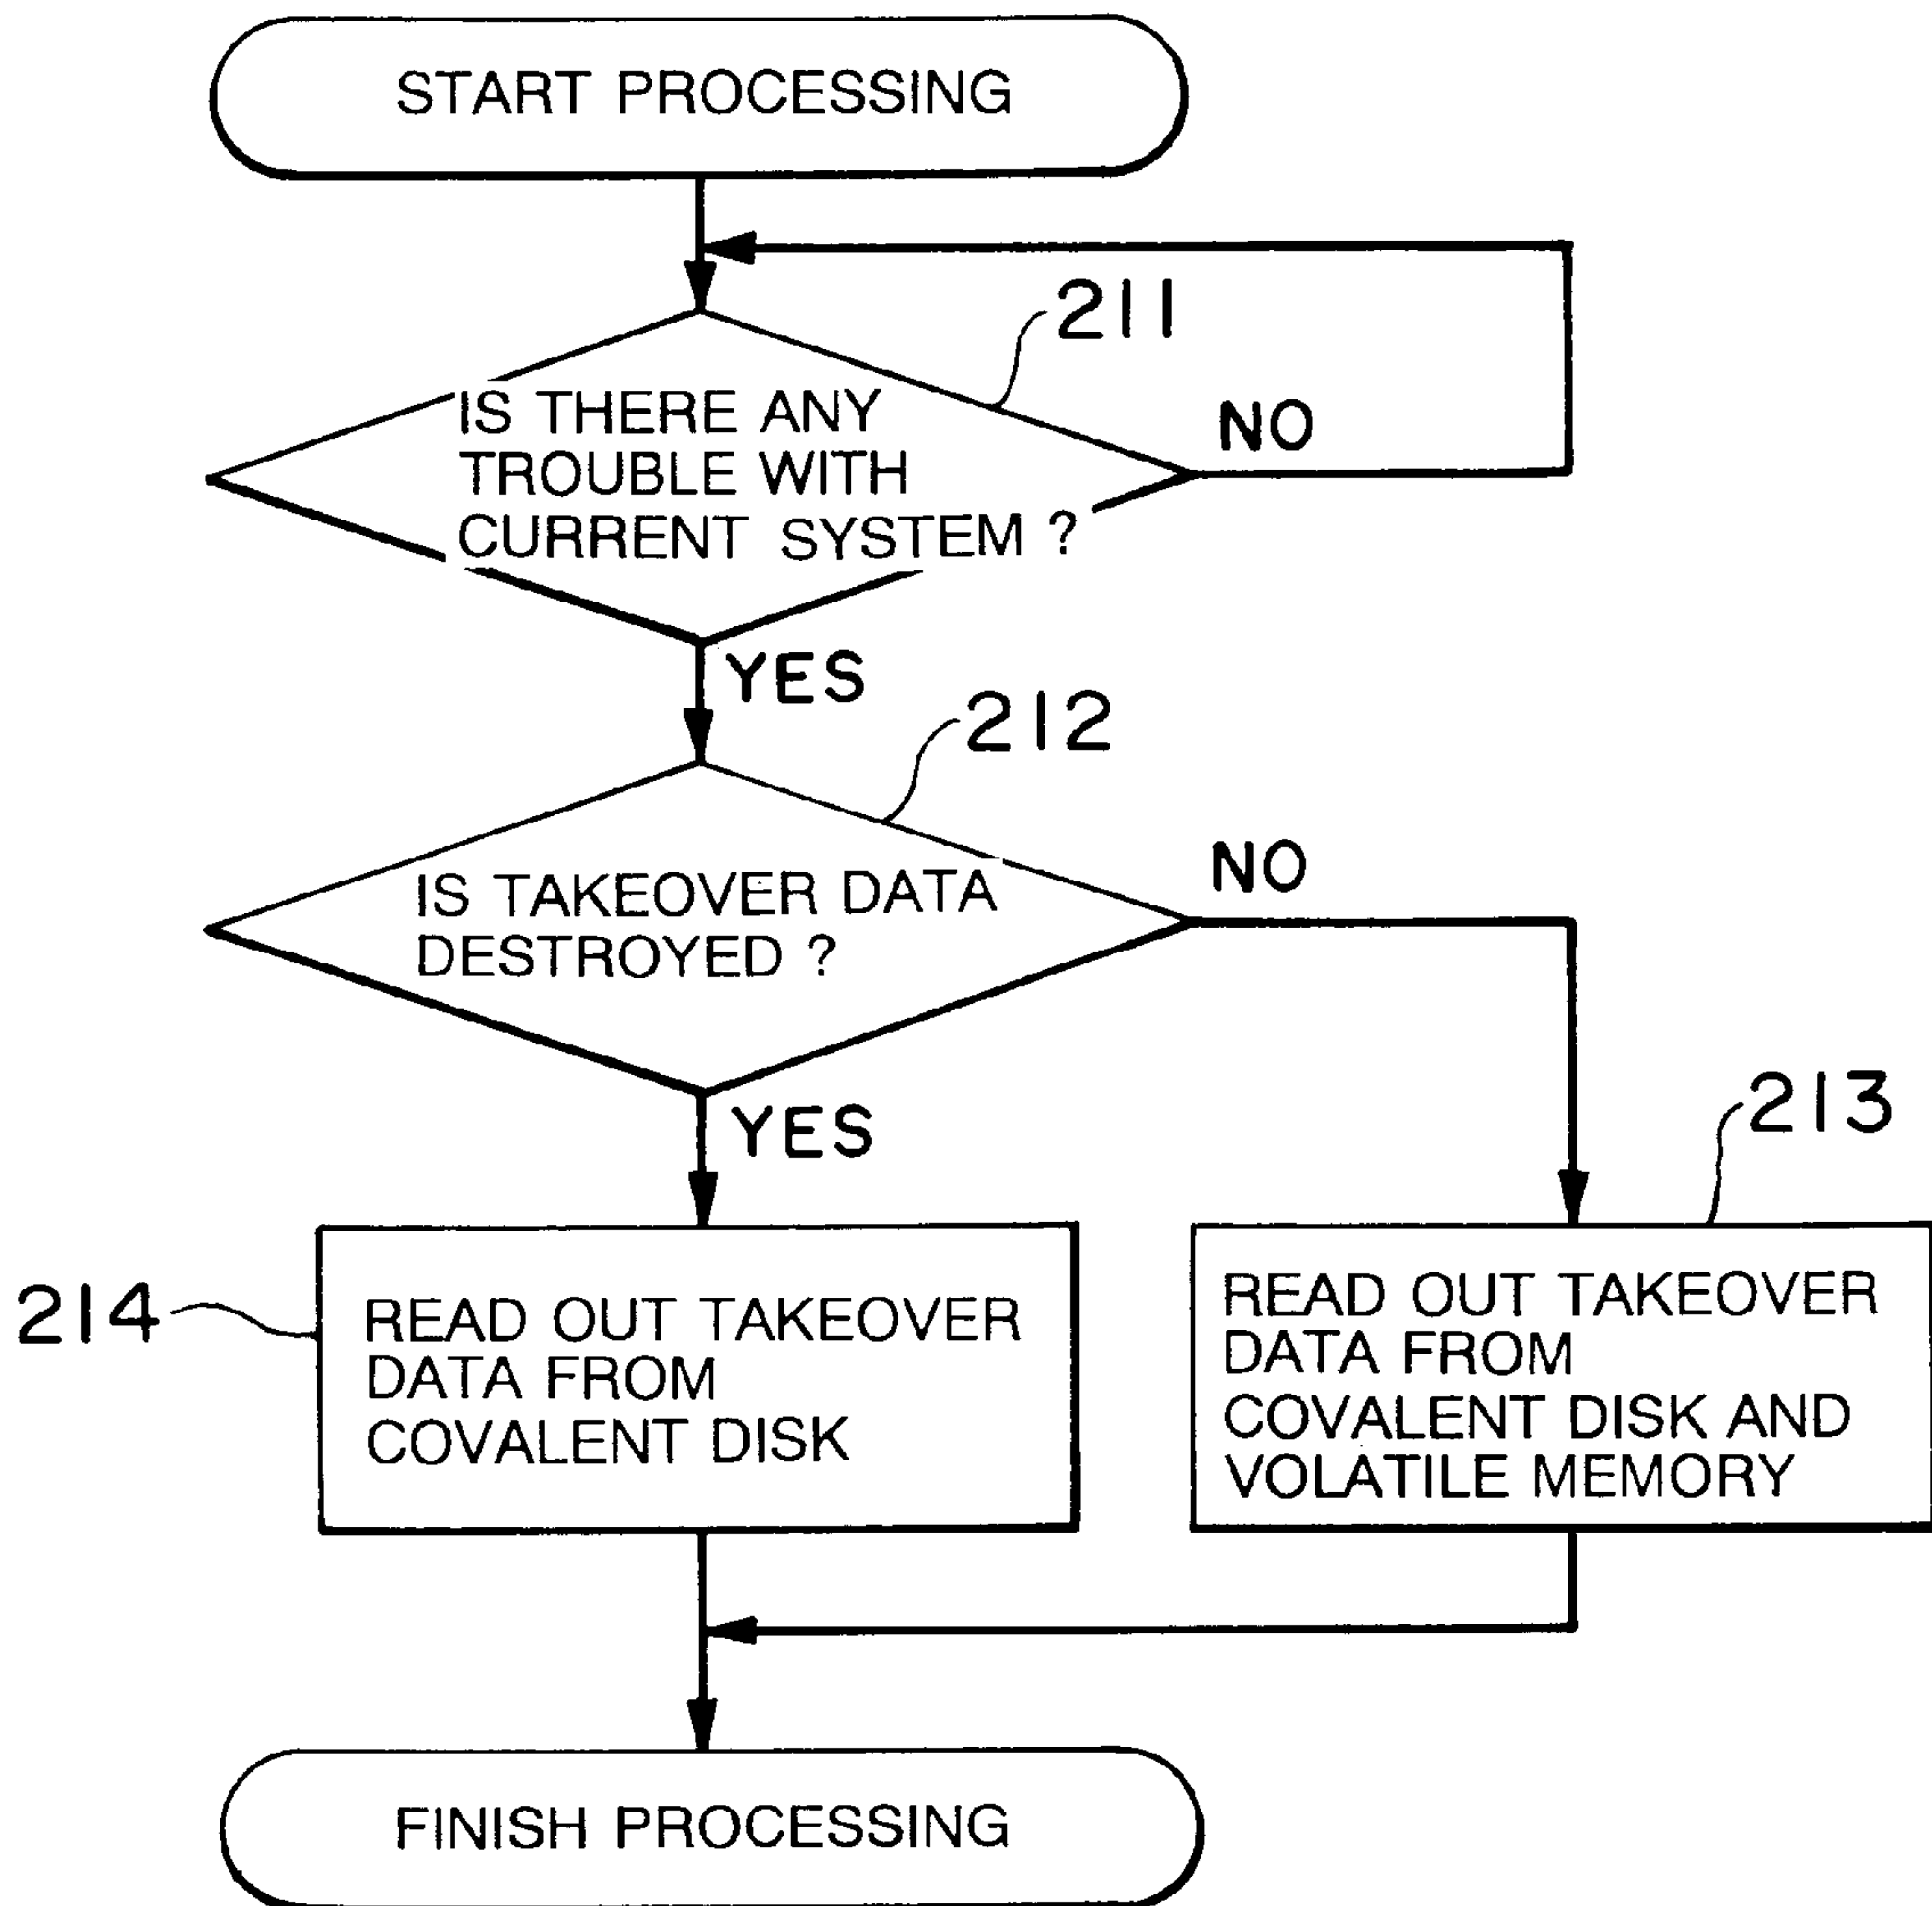 START PROCESSING
211
IS THERE ANY
TROUBLE WITH
CURRENT SYSTEM ?
NO
YES
212
IS TAKEOVER DATA
DESTROYED ?
NO
YES
213
214
READ OUT TAKEOVER
DATA FROM
COVALENT DISK
READ OUT TAKEOVER
DATA FROM
COVALENT DISK AND
VOLATILE MEMORY
FINISH PROCESSING